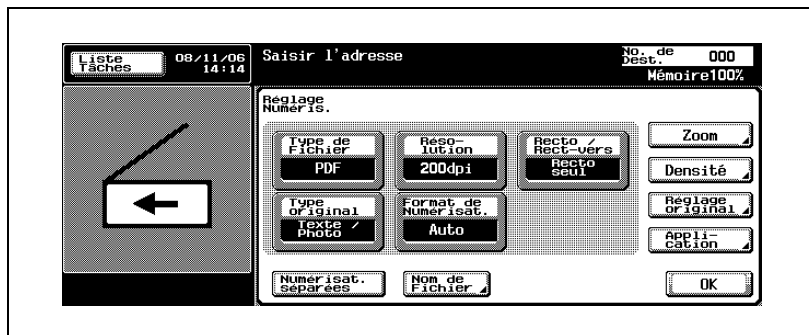 Liste
Tâches
08/11/06
14:14
Saisir l'adresse
No. de
Dest.
000
Mémoire100%
Réglage
Numéris.
Type de
Fichier
PDF
Réso-
lution
200dpi
Recto /
Rect-vers
Recto
seul
Type
original
Texte /
Photo
Format de
Numérisat.
Auto
Zoom
Densité
Réglage
original
Appli-
cation
Numérisat.
séparées
Nom de
Fichier
OK